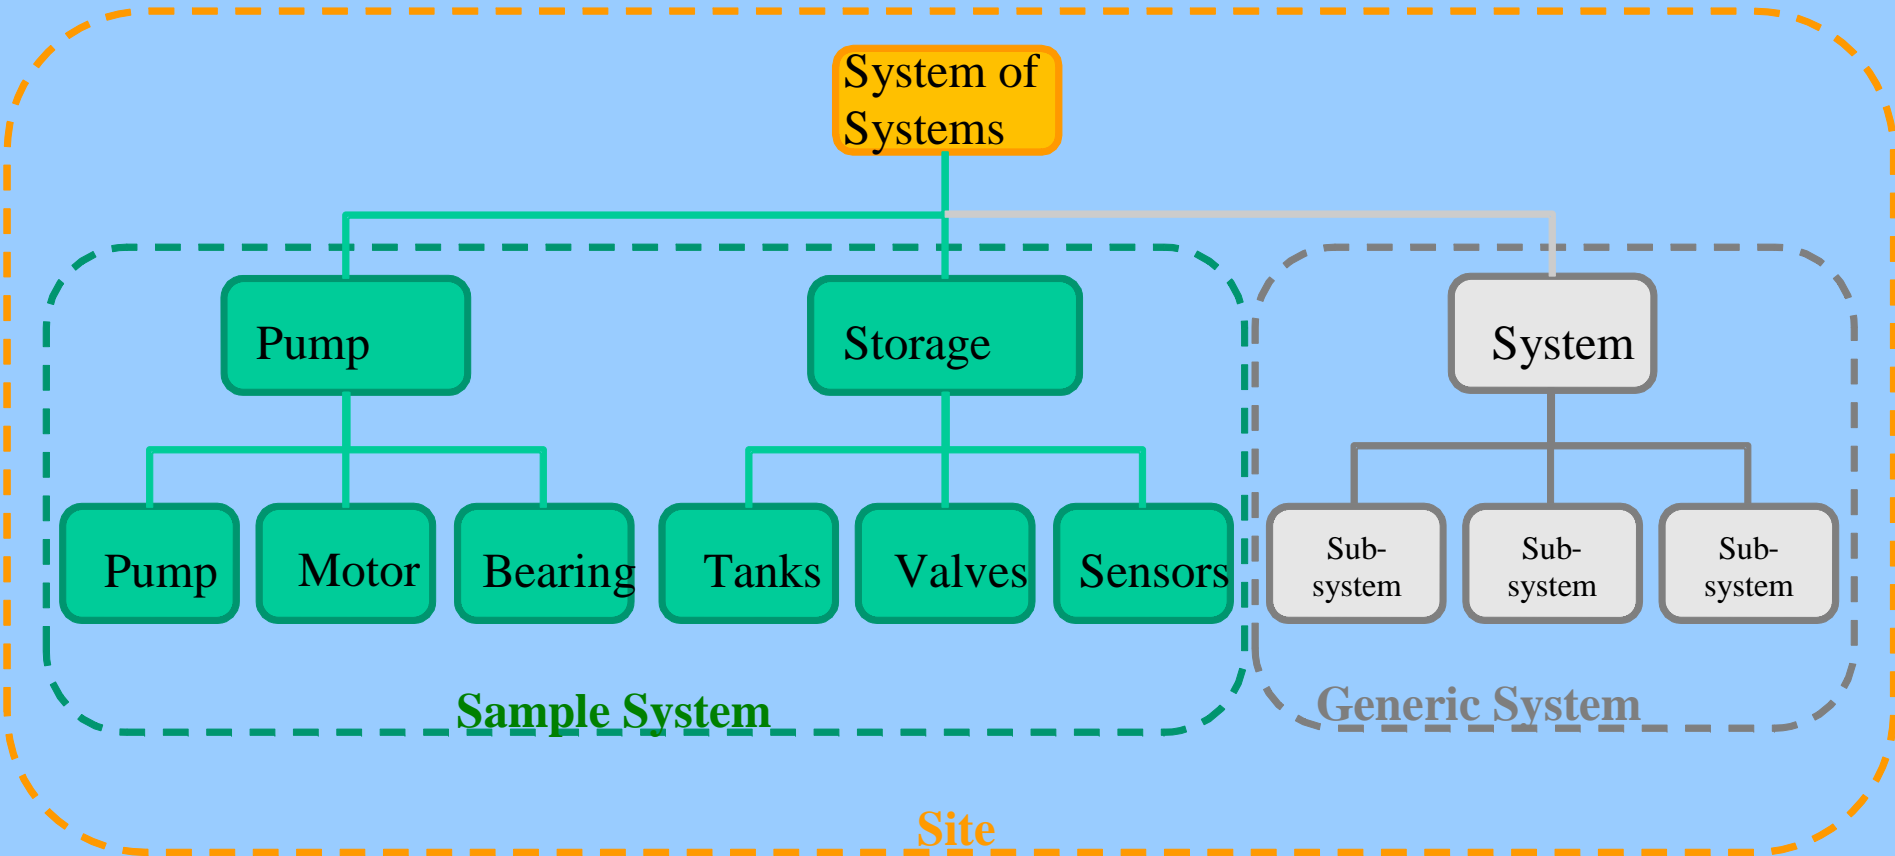 System of
Systems
Pump
Storage
System
Pump
Motor
Bearing
Tanks
Valves
Sensors
Sub-
system
Sub-
system
Sub-
system
Sample System
Generic System
Site